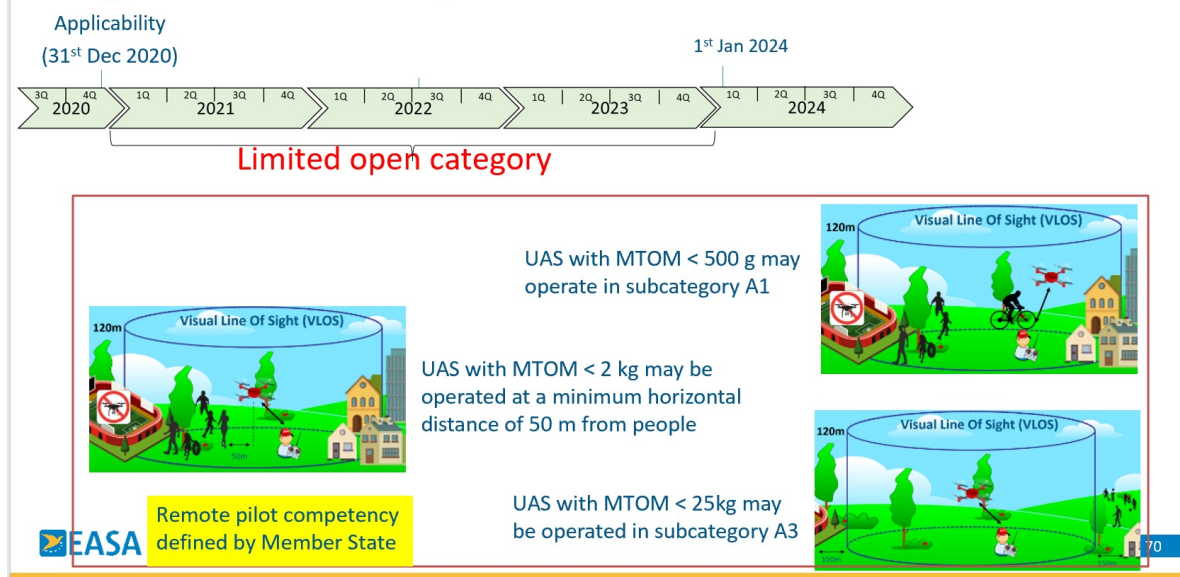 Applicability
(31st Dec 2020)
1st Jan 2024
3Q 4Q 1Q 2Q 3Q 4Q 1Q 2Q 3Q 4Q 1Q 2Q 3Q 4Q 1Q 2Q 3Q 4Q
2020 2021 2022 2023 2024
Limited open category
Visual Line Of Sight (VLOS)
120m
UAS with MTOM < 500 g may
operate in subcategory A1
Visual Line Of Sight (VLOS)
120m
50m
UAS with MTOM < 2 kg may be
operated at a minimum horizontal
distance of 50 m from people
Visual Line Of Sight (VLOS)
120m
150m
150m
UAS with MTOM < 25kg may
be operated in subcategory A3
Remote pilot competency
defined by Member State
EASA
70